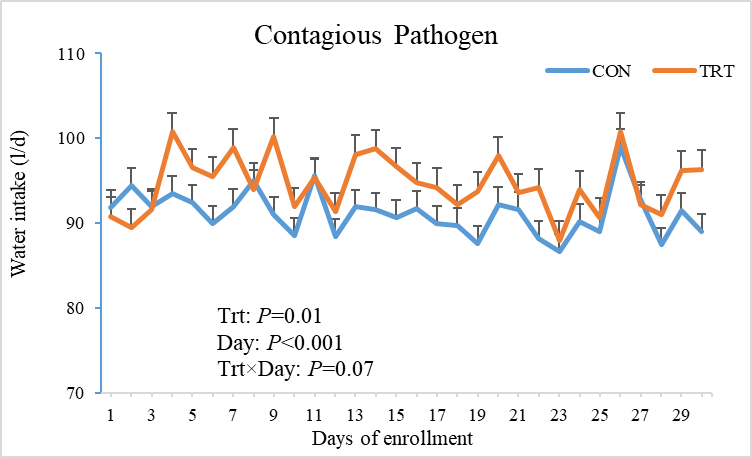 Contagious Pathogen
110
CON TRT
100
Water intake (l/d)
90
80
Trt: P=0.01
Day: P<0.001
Trt×Day: P=0.07
70
1 3 5 7 9 11 13 15 17 19 21 23 25 27 29
Days of enrollment